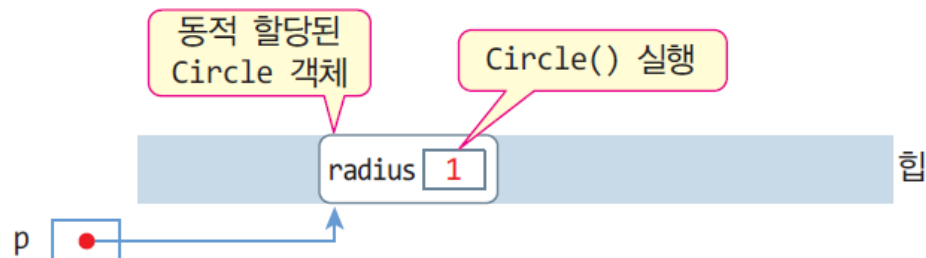 동적 할당된
Circle 객체
Circle() 실행
radius 1
힙
p